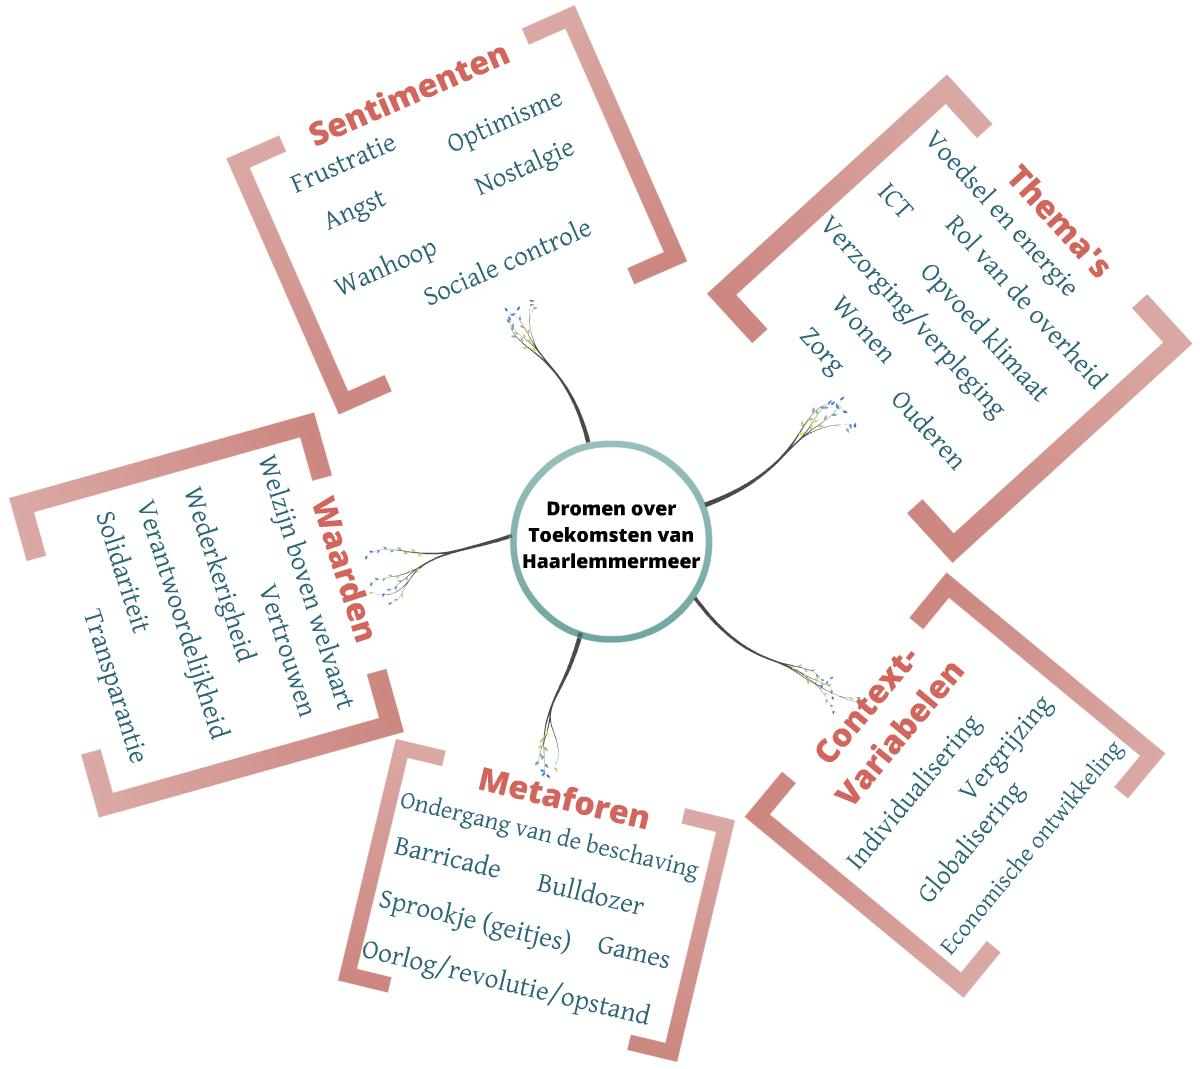 Sentimenten
Frustratie
Optimisme
Angst
Nostalgie
Wanhoop
Sociale controle
Thema's
Voedsel en energie
ICT
Rol van de overheid
Verzorging/verpleging
Opvoed klimaat
Wonen
Zorg
Ouderen
Dromen over
Toekomsten van
Haarlemmermeer
Waarden
Welzijn boven welvaart
Vertrouwen
Wederkerigheid
Verantwoordelijkheid
Solidariteit
Transparantie
Metaforen
Ondergang van de beschaving
Barricade
Bulldozer
Sprookje (geitjes)
Games
Oorlog/revolutie/opstand
Context-
Variabelen
Individualisering
Vergrijzing
Globalisering
Economische ontwikkeling